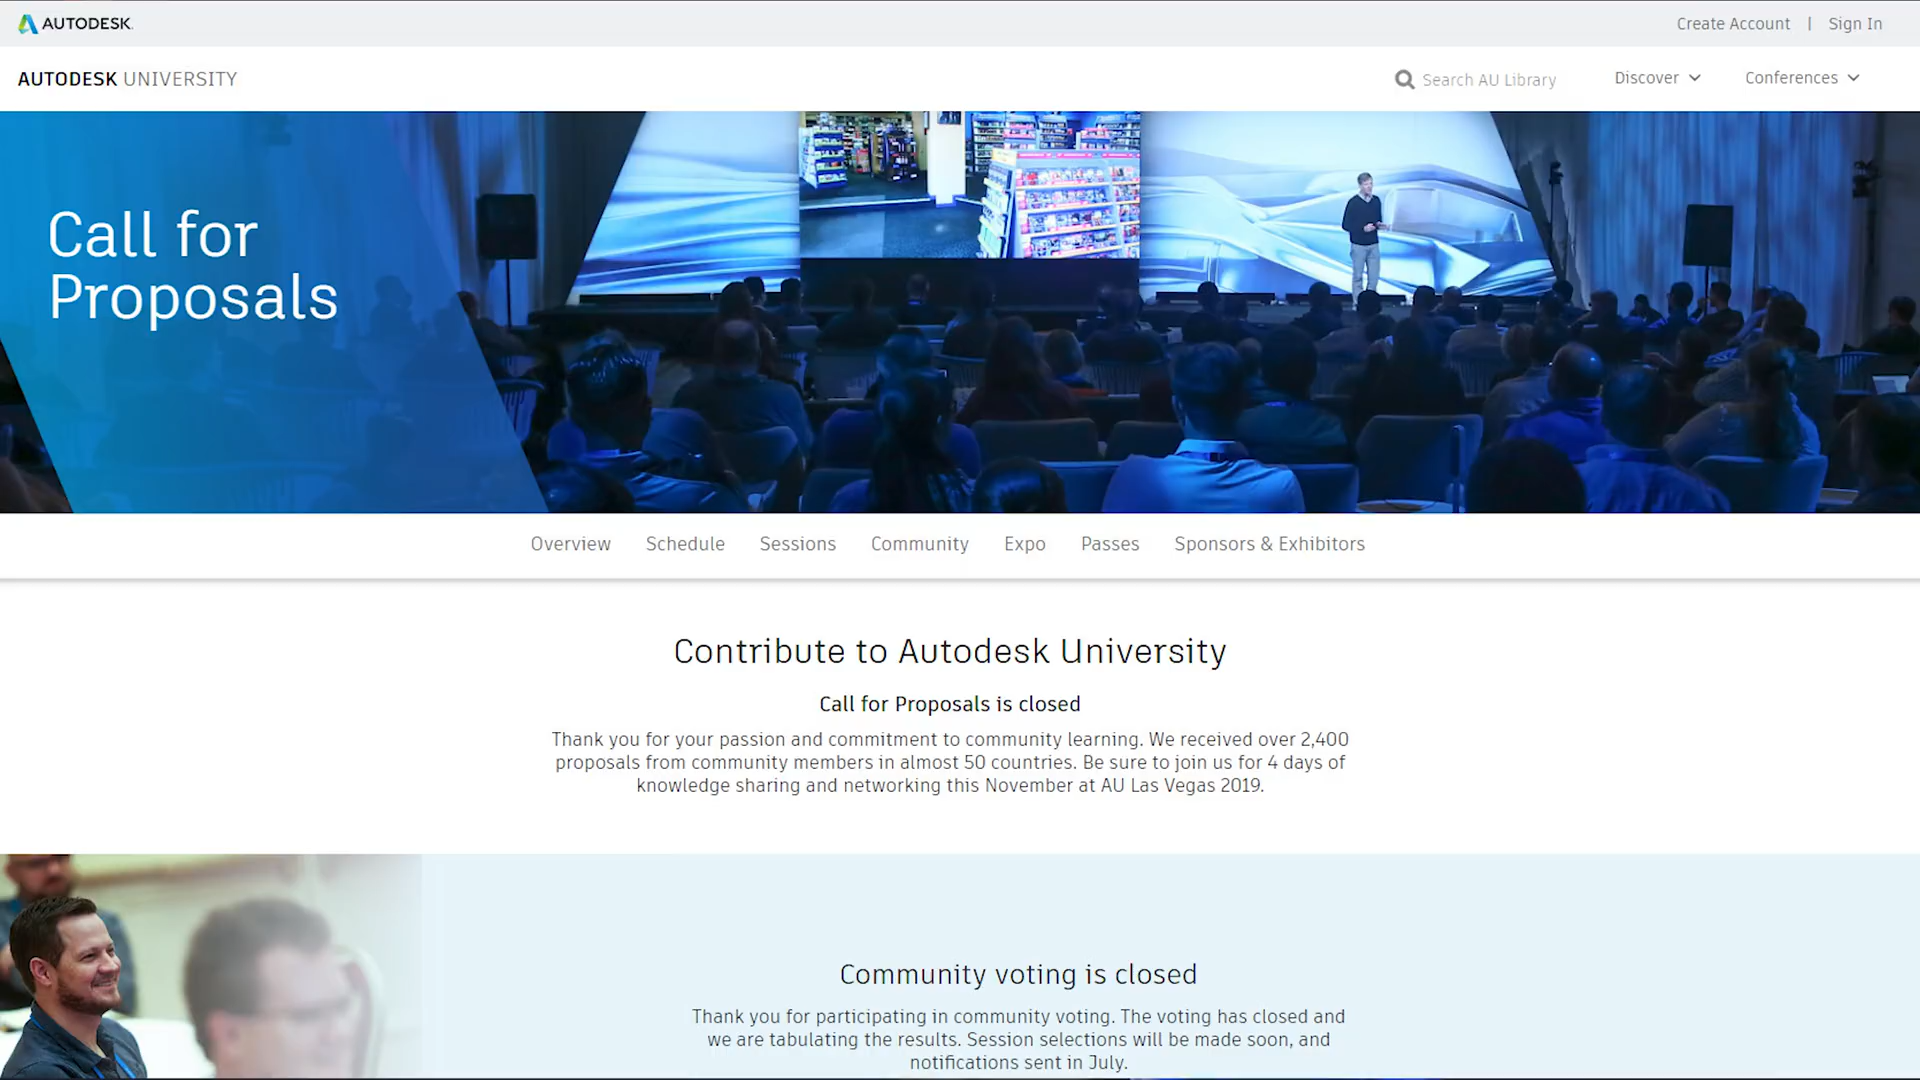 AUTODESK.
Create Account | Sign In
AUTODESK UNIVERSITY
Search AU Library
Discover
Conferences
Call for
Proposals
Overview
Schedule
Sessions
Community
Expo
Passes
Sponsors & Exhibitors
Contribute to Autodesk University
Call for Proposals is closed
Thank you for your passion and commitment to community learning. We received over 2,400
proposals from community members in almost 50 countries. Be sure to join us for 4 days of
knowledge sharing and networking this November at AU Las Vegas 2019.
Community voting is closed
Thank you for participating in community voting. The voting has closed and
we are tabulating the results. Session selections will be made soon, and
notifications sent in July.